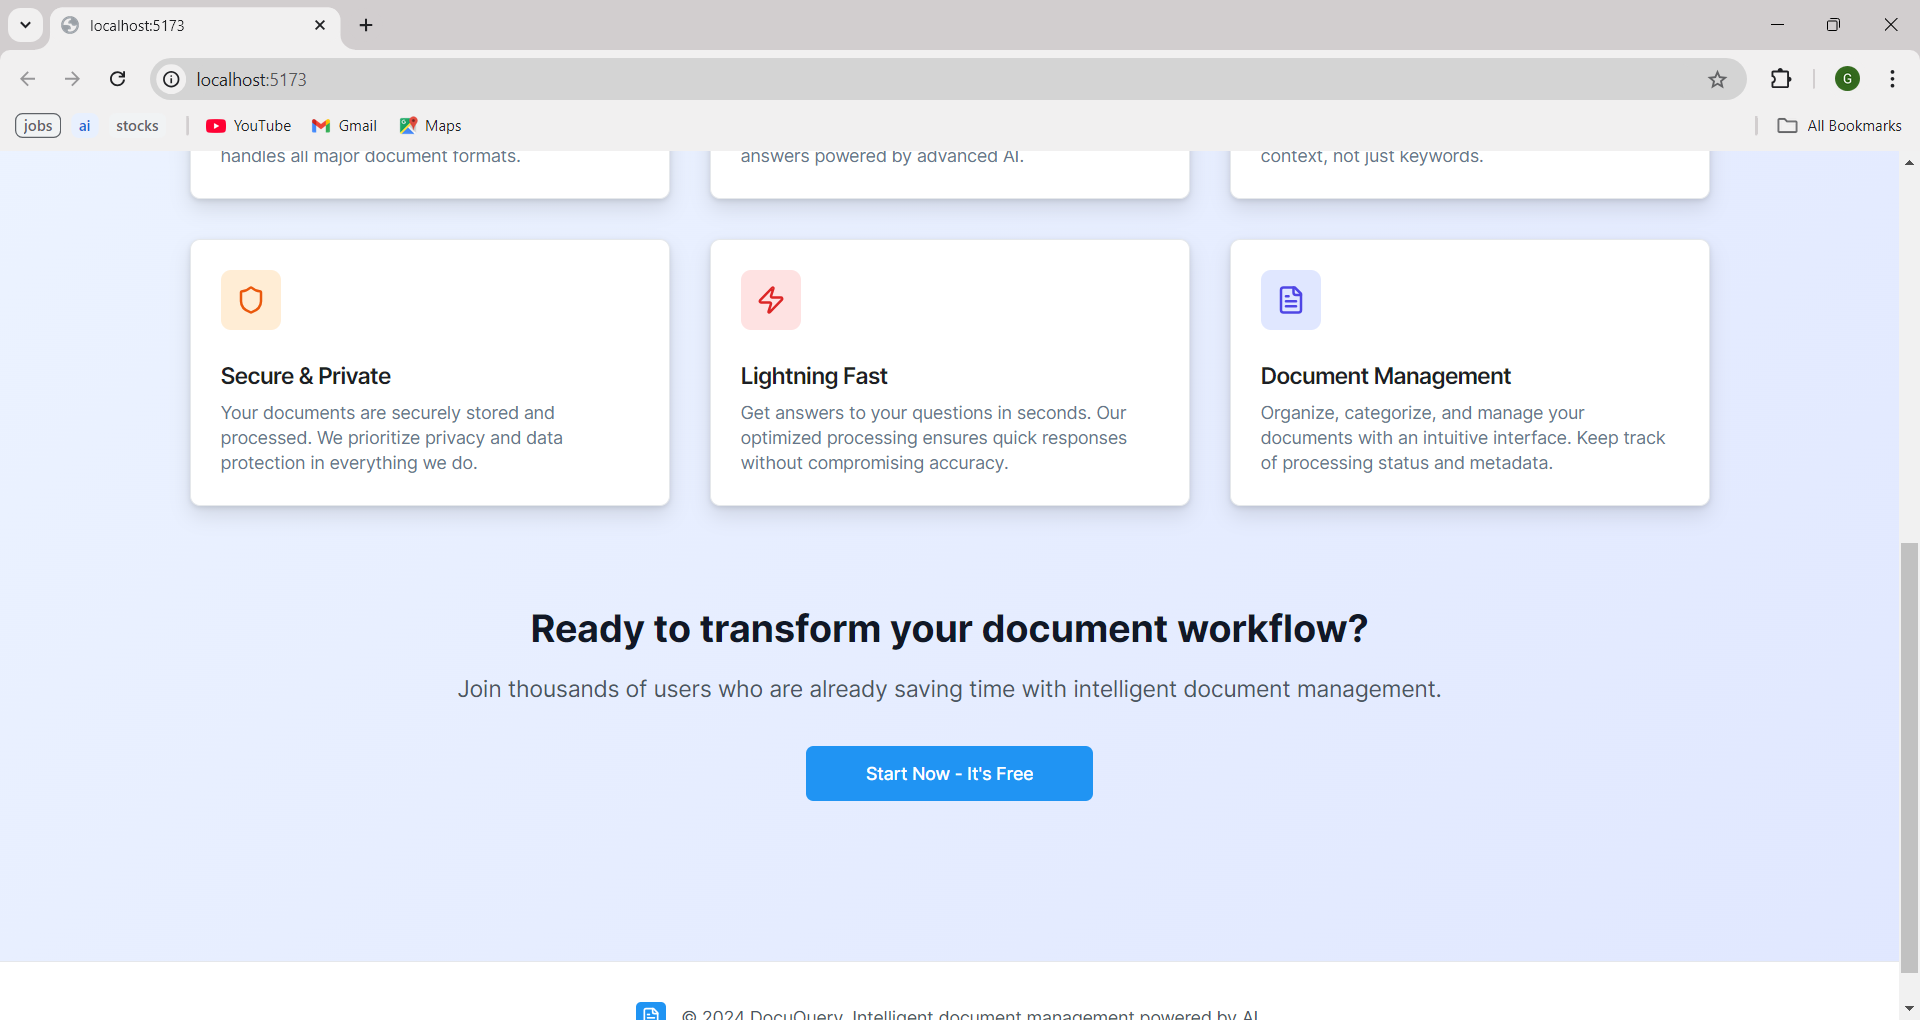 localhost:5173
localhost:5173
G
jobs ai stocks YouTube Gmail Maps All Bookmarks
handles all major document formats.
answers powered by advanced AI.
context, not just keywords.
Secure & Private
Your documents are securely stored and
processed. We prioritize privacy and data
protection in everything we do.
Lightning Fast
Get answers to your questions in seconds. Our
optimized processing ensures quick responses
without compromising accuracy.
Document Management
Organize, categorize, and manage your
documents with an intuitive interface. Keep track
of processing status and metadata.
Ready to transform your document workflow?
Join thousands of users who are already saving time with intelligent document management.
Start Now - It's Free
© 2024 DocuQuery. Intelligent document management powered by AI.